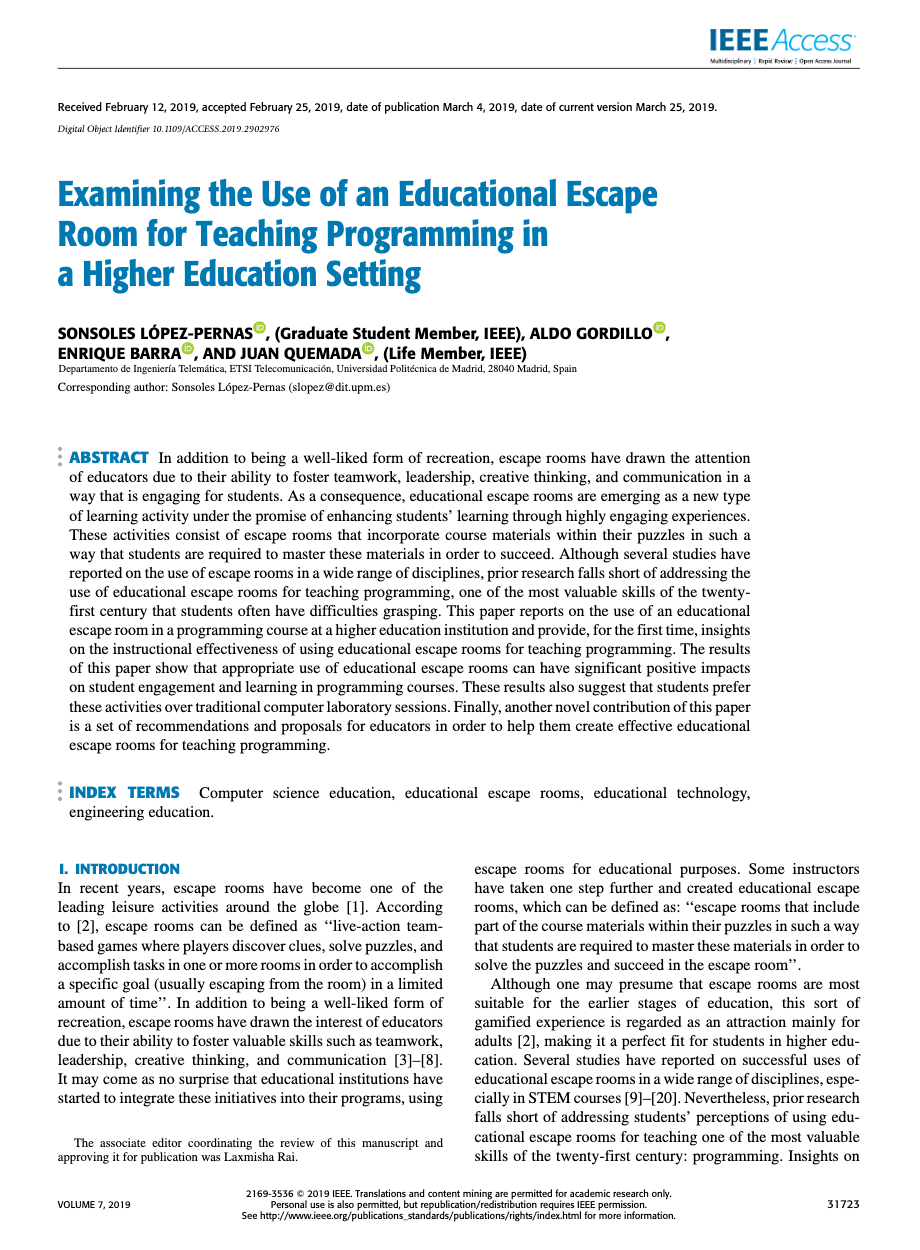 IEEE Access
Multidisciplinary | Rapid Review | Open Access Journal
Received February 12, 2019, accepted February 25, 2019, date of publication March 4, 2019, date of current version March 25, 2019.
Digital Object Identifier 10.1109/ACCESS.2019.2902976
Examining the Use of an Educational Escape
Room for Teaching Programming in
a Higher Education Setting
SONSOLES LÓPEZ-PERNAS, (Graduate Student Member, IEEE), ALDO GORDILLO,
ENRIQUE BARRA, AND JUAN QUEMADA, (Life Member, IEEE)
Departamento de Ingeniería Telemática, ETSI Telecomunicación, Universidad Politécnica de Madrid, 28040 Madrid, Spain
Corresponding author: Sonsoles López-Pernas (slopez@dit.upm.es)
ABSTRACT In addition to being a well-liked form of recreation, escape rooms have drawn the attention
of educators due to their ability to foster teamwork, leadership, creative thinking, and communication in a
way that is engaging for students. As a consequence, educational escape rooms are emerging as a new type
of learning activity under the promise of enhancing students’ learning through highly engaging experiences.
These activities consist of escape rooms that incorporate course materials within their puzzles in such a
way that students are required to master these materials in order to succeed. Although several studies have
reported on the use of escape rooms in a wide range of disciplines, prior research falls short of addressing the
use of educational escape rooms for teaching programming, one of the most valuable skills of the twenty-
first century that students often have difficulties grasping. This paper reports on the use of an educational
escape room in a programming course at a higher education institution and provide, for the first time, insights
on the instructional effectiveness of using educational escape rooms for teaching programming. The results
of this paper show that appropriate use of educational escape rooms can have significant positive impacts
on student engagement and learning in programming courses. These results also suggest that students prefer
these activities over traditional computer laboratory sessions. Finally, another novel contribution of this paper
is a set of recommendations and proposals for educators in order to help them create effective educational
escape rooms for teaching programming.
INDEX TERMS Computer science education, educational escape rooms, educational technology,
engineering education.
I. INTRODUCTION
In recent years, escape rooms have become one of the
leading leisure activities around the globe [1]. According
to [2], escape rooms can be defined as ‘‘live-action team-
based games where players discover clues, solve puzzles, and
accomplish tasks in one or more rooms in order to accomplish
a specific goal (usually escaping from the room) in a limited
amount of time’’. In addition to being a well-liked form of
recreation, escape rooms have drawn the interest of educators
due to their ability to foster valuable skills such as teamwork,
leadership, creative thinking, and communication [3]–[8].
It may come as no surprise that educational institutions have
started to integrate these initiatives into their programs, using
The associate editor coordinating the review of this manuscript and
approving it for publication was Laxmisha Rai.
escape rooms for educational purposes. Some instructors
have taken one step further and created educational escape
rooms, which can be defined as: ‘‘escape rooms that include
part of the course materials within their puzzles in such a way
that students are required to master these materials in order to
solve the puzzles and succeed in the escape room’’.
Although one may presume that escape rooms are most
suitable for the earlier stages of education, this sort of
gamified experience is regarded as an attraction mainly for
adults [2], making it a perfect fit for students in higher edu-
cation. Several studies have reported on successful uses of
educational escape rooms in a wide range of disciplines, espe-
cially in STEM courses [9]–[20]. Nevertheless, prior research
falls short of addressing students’ perceptions of using edu-
cational escape rooms for teaching one of the most valuable
skills of the twenty-first century: programming. Insights on
VOLUME 7, 2019
2169-3536 © 2019 IEEE. Translations and content mining are permitted for academic research only.
Personal use is also permitted, but republication/redistribution requires IEEE permission.
See http://www.ieee.org/publications_standards/publications/rights/index.html for more information.
31723